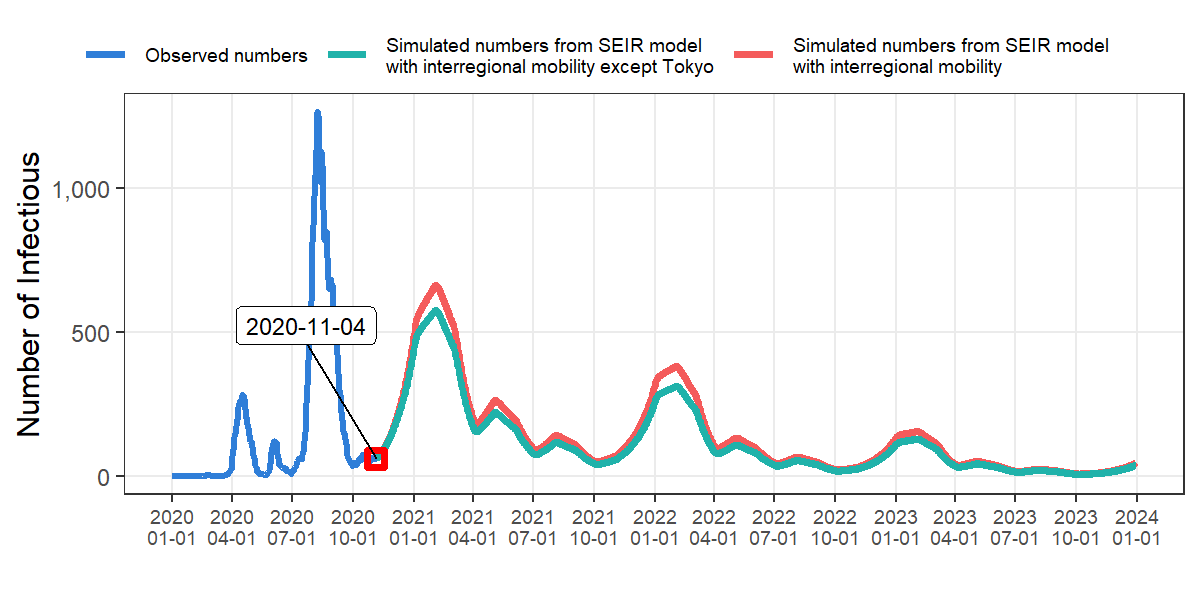 Observed numbers
Simulated numbers from SEIR model
with interregional mobility except Tokyo
Simulated numbers from SEIR model
with interregional mobility
Number of Infectious
1,000
500
0
2020-11-04
2020 2020 2020 2020 2021 2021 2021 2021 2022 2022 2022 2022 2023 2023 2023 2023 2024
01-01 04-01 07-01 10-01 01-01 04-01 07-01 10-01 01-01 04-01 07-01 10-01 01-01 04-01 07-01 10-01 01-01